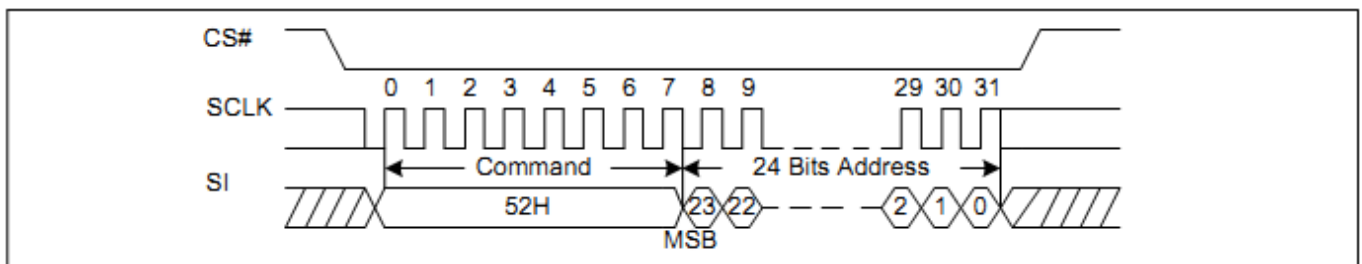 CS#
0 1 2 3 4 5 6 7 8 9 29 30 31
SCLK
Command 24 Bits Address
SI
52H 23 22 2 1 0
MSB